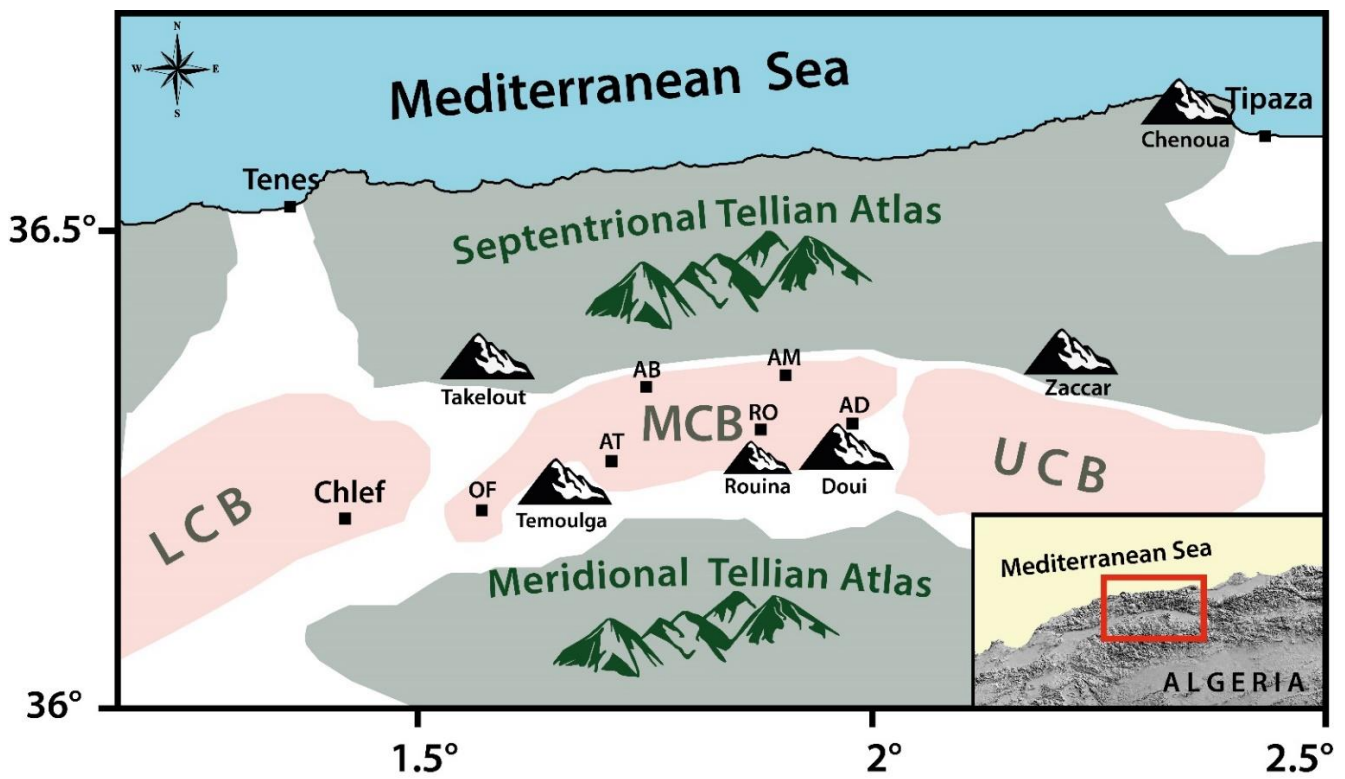 N
W E
S
Mediterranean Sea
Tipaza
Chenoua
Tenes
36.5°
Septentrional Tellian Atlas
Takelout
AB
AM
Zaccar
MCB
RO
AD
AT
UCB
LCB
Chlef
OF
Temoulga
Rouina
Doui
Meridional Tellian Atlas
Mediterranean Sea
ALGERIA
36°
1.5°
2°
2.5°